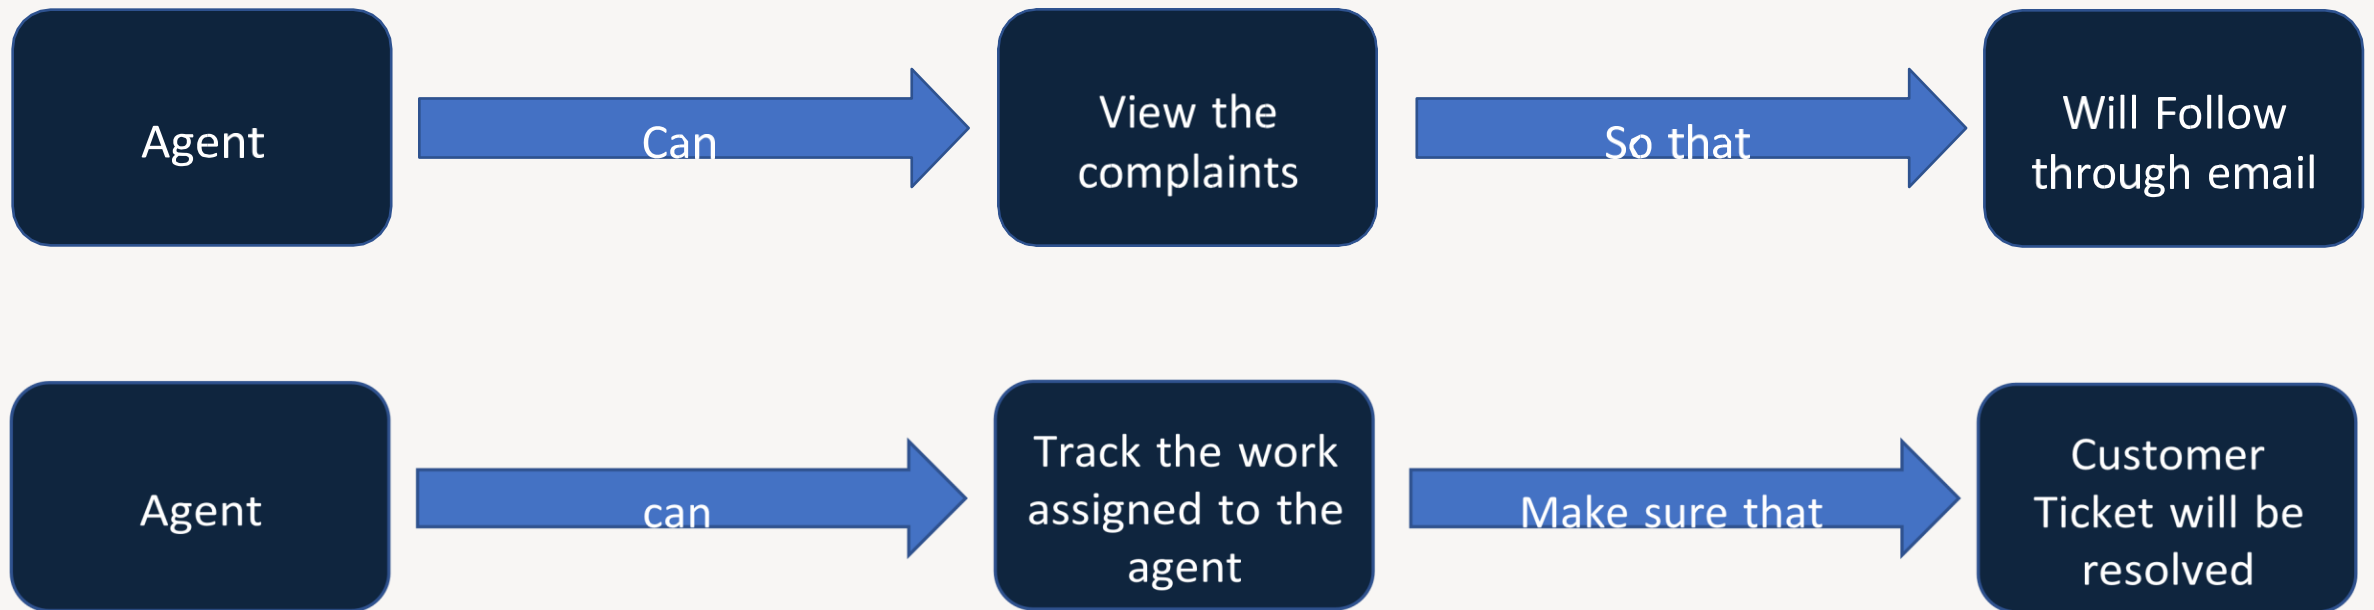 Agent
Can
View the
complaints
So that
Will Follow
through email
Agent
can
Track the work
assigned to the
agent
Make sure that
Customer
Ticket will be
resolved